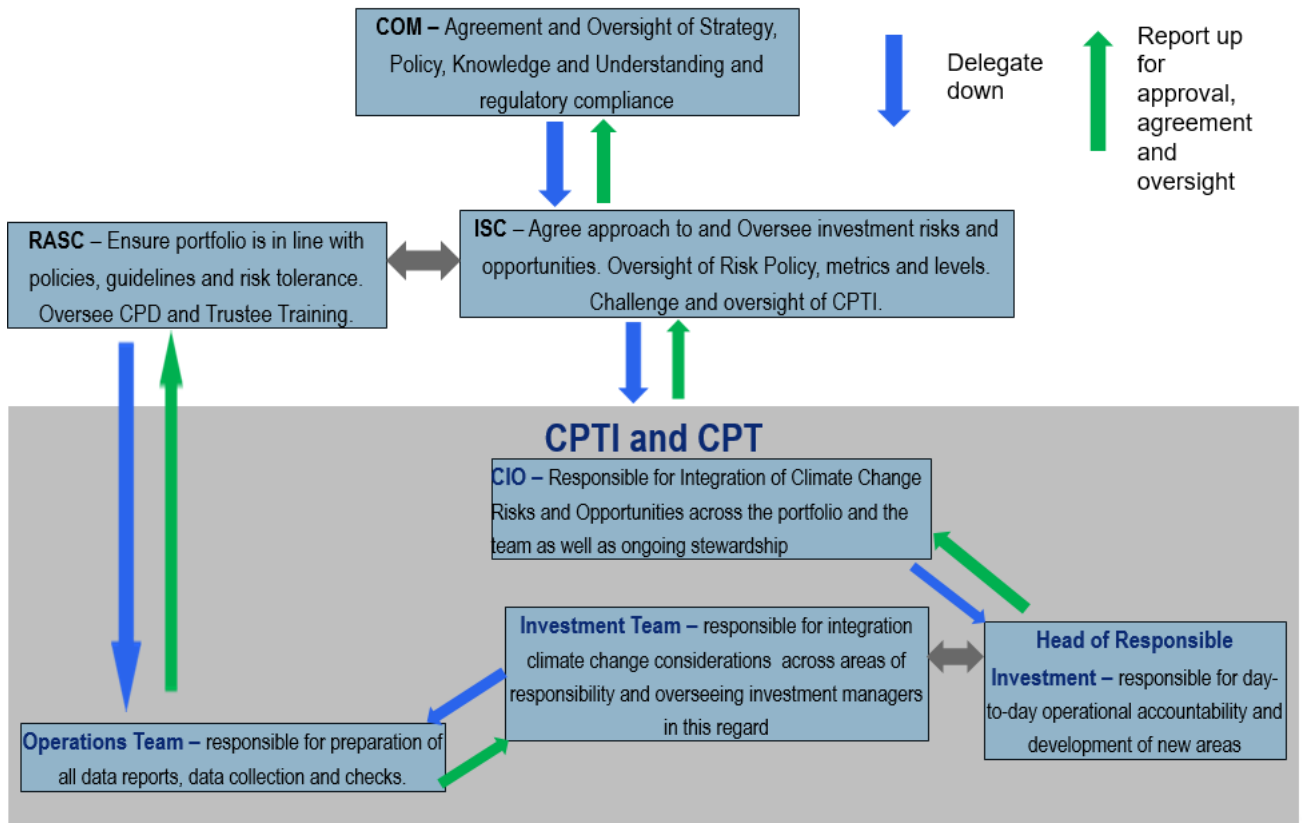 COM – Agreement and Oversight of Strategy,
Policy, Knowledge and Understanding and
regulatory compliance
Delegate
down
Report up
for
approval,
agreement
and
oversight
RASC – Ensure portfolio is in line with
policies, guidelines and risk tolerance.
Oversee CPD and Trustee Training.
ISC – Agree approach to and Oversee investment risks and
opportunities. Oversight of Risk Policy, metrics and levels.
Challenge and oversight of CPTI.
CPTI and CPT
CIO – Responsible for Integration of Climate Change
Risks and Opportunities across the portfolio and the
team as well as ongoing stewardship
Investment Team – responsible for integration
climate change considerations across areas of
responsibility and overseeing investment managers
in this regard
Head of Responsible
Investment – responsible for day-
to-day operational accountability and
development of new areas
Operations Team – responsible for preparation of
all data reports, data collection and checks.